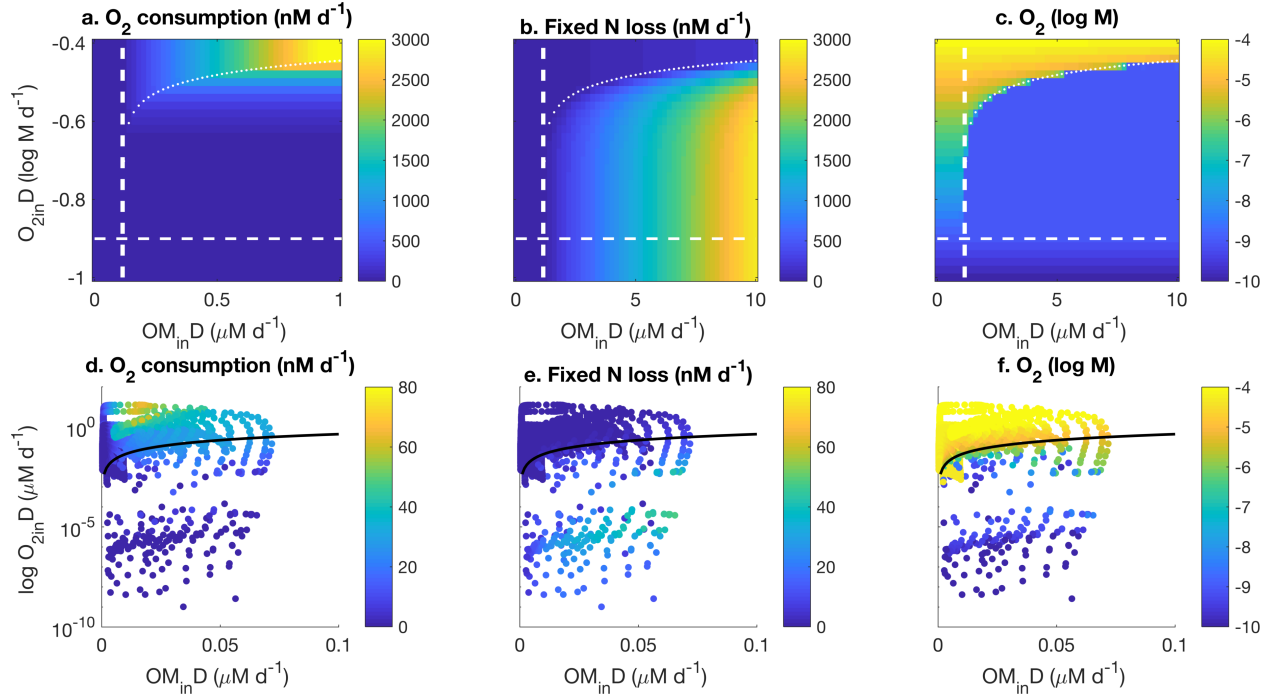 a. O2 consumption (nM d-1)
b. Fixed N loss (nM d-1)
c. O2 (log M)
O2inD (log M d-1)
-0.4
-0.6
-0.8
-1
0 0.5 1
OMinD (μM d-1)
3000
2500
2000
1500
1000
500
0
0 5 10
OMinD (μM d-1)
3000
2500
2000
1500
1000
500
0
0 5 10
OMinD (μM d-1)
-4
-5
-6
-7
-8
-9
-10
d. O2 consumption (nM d-1)
e. Fixed N loss (nM d-1)
f. O2 (log M)
log O2inD (μM d-1)
10^0
10^-5
10^-10
0 0.05 0.1
OMinD (μM d-1)
80
60
40
20
0
0 0.05 0.1
OMinD (μM d-1)
80
60
40
20
0
0 0.05 0.1
OMinD (μM d-1)
-4
-5
-6
-7
-8
-9
-10